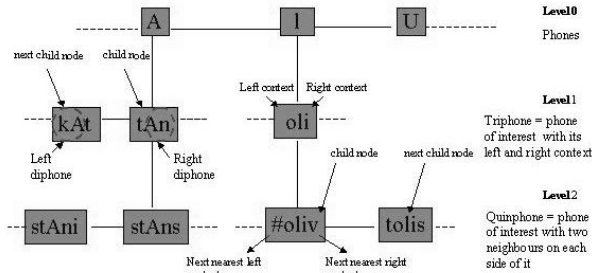 A
l
U
Level0
Phones
next child node
child node
Left context
Right context
kAt
tAn
oli
Level1
Triphone = phone
of interest with its
left and right context
Left
diphone
Right
diphone
child node
next child node
Level2
stAni
stAns
#oliv
tolis
Quinphone = phone
of interest with two
neighbours on each
side of it
Next nearest left
Next nearest right